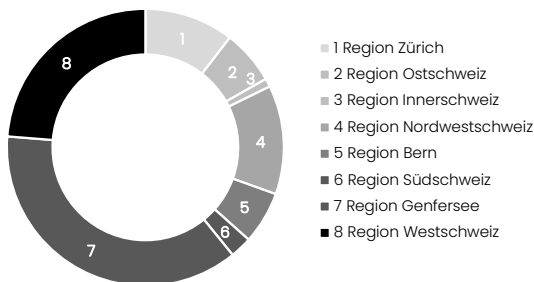 1
2
3
4
5
6
7
8
1 Region Zürich
2 Region Ostschweiz
3 Region Innerschweiz
4 Region Nordwestschweiz
5 Region Bern
6 Region Südschweiz
7 Region Genfersee
8 Region Westschweiz